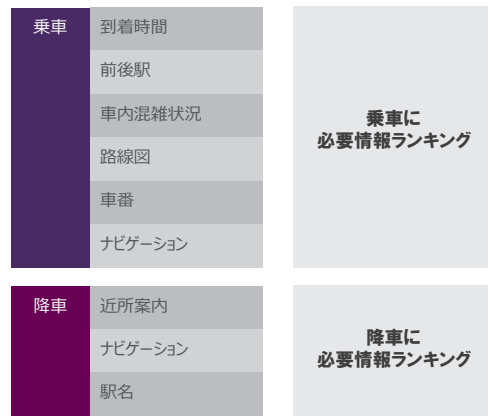 乗車
到着時間
前後駅
車内混雑状況
路線図
車番
ナビゲーション
乗車に
必要情報ランキング
降車
近所案内
ナビゲーション
駅名
降車に
必要情報ランキング